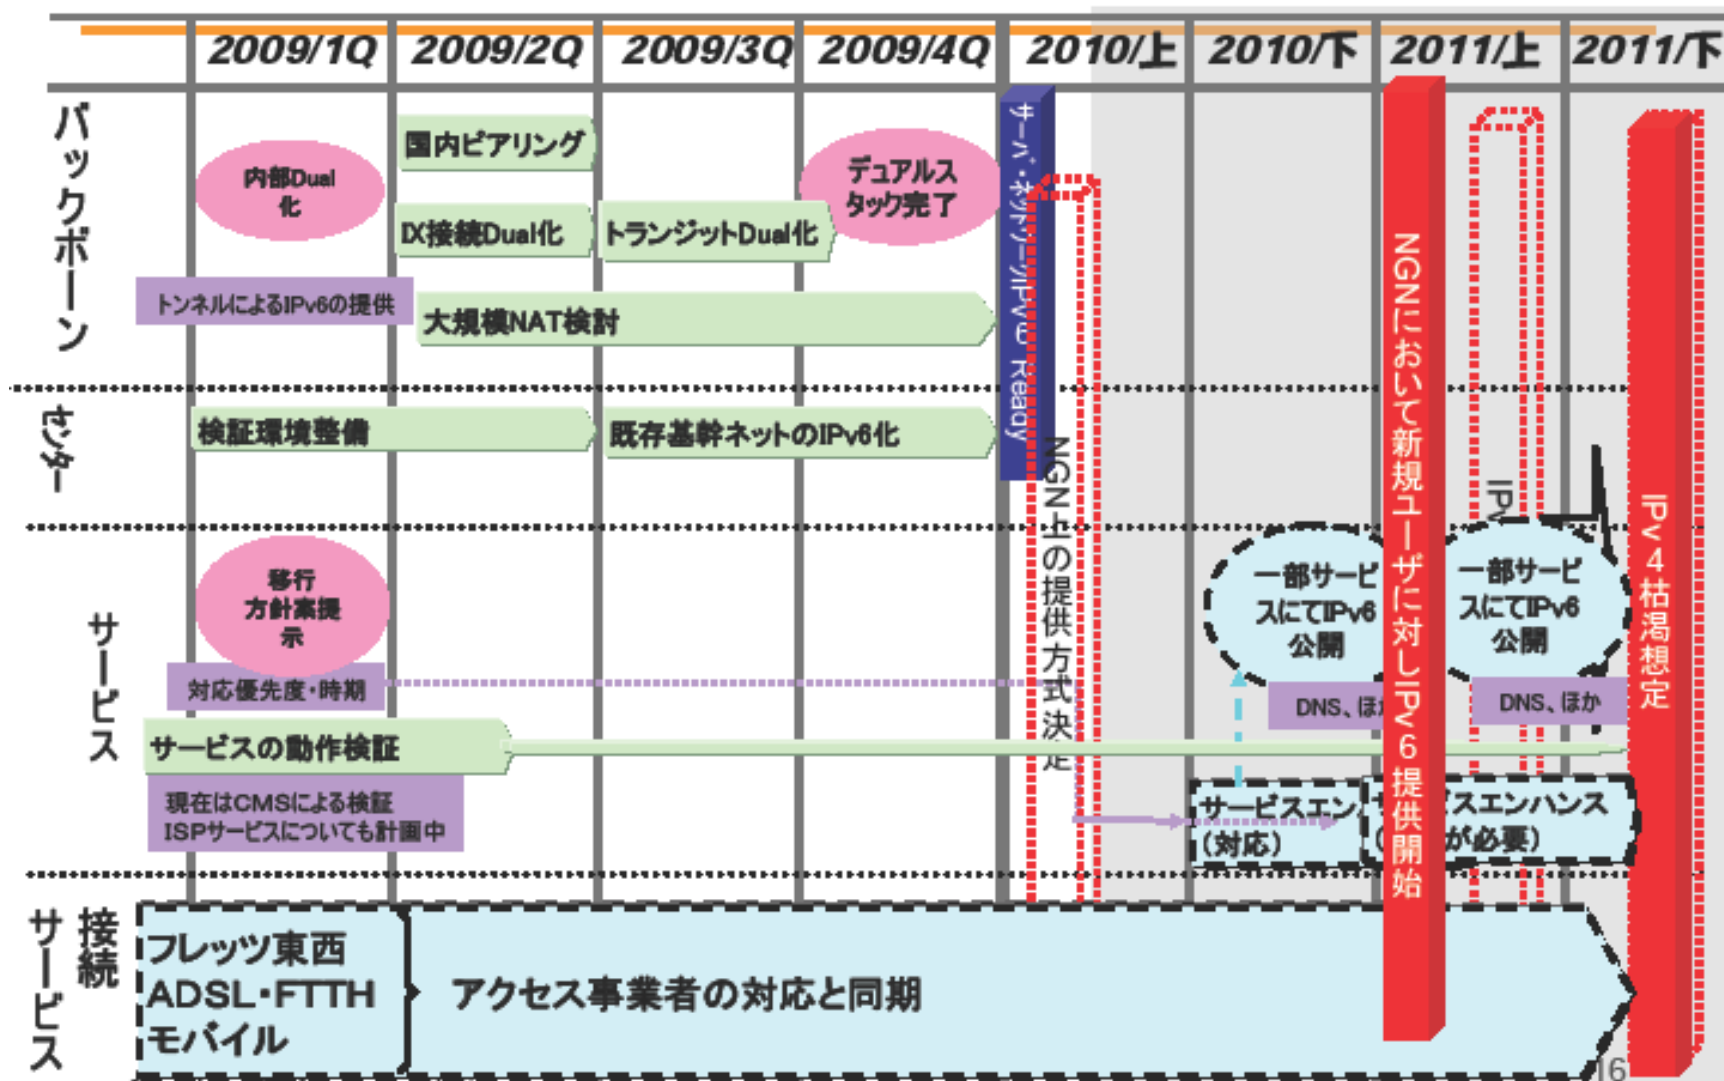 2009/1Q 2009/2Q 2009/3Q 2009/4Q 2010/上 2010/下 2011/上 2011/下
バックボーン
内部Dual
化
国内ピアリング
IX接続Dual化
トランジットDual化
デュアルス
タック完了
トンネルによるIPv6の提供
大規模NAT検討
サーバ・ネットワークIPv6 Ready
センター
検証環境整備
既存基幹ネットのIPv6化
NGN上の提供方式決定
NGNにおいて新規ユーザに対しIPv6提供開始
IPv
IPv4枯渇想定
サービス
移行
方針案提
示
対応優先度・時期
サービスの動作検証
現在はCMSによる検証
ISPサービスについても計画中
一部サービ
スにてIPv6
公開
DNS、ほか
一部サービ
スにてIPv6
公開
DNS、ほか
サービスエン
（対応）
サービスエンハンス
が必要）
接続
サービス
フレッツ東西
ADSL・FTTH
モバイル
アクセス事業者の対応と同期
16